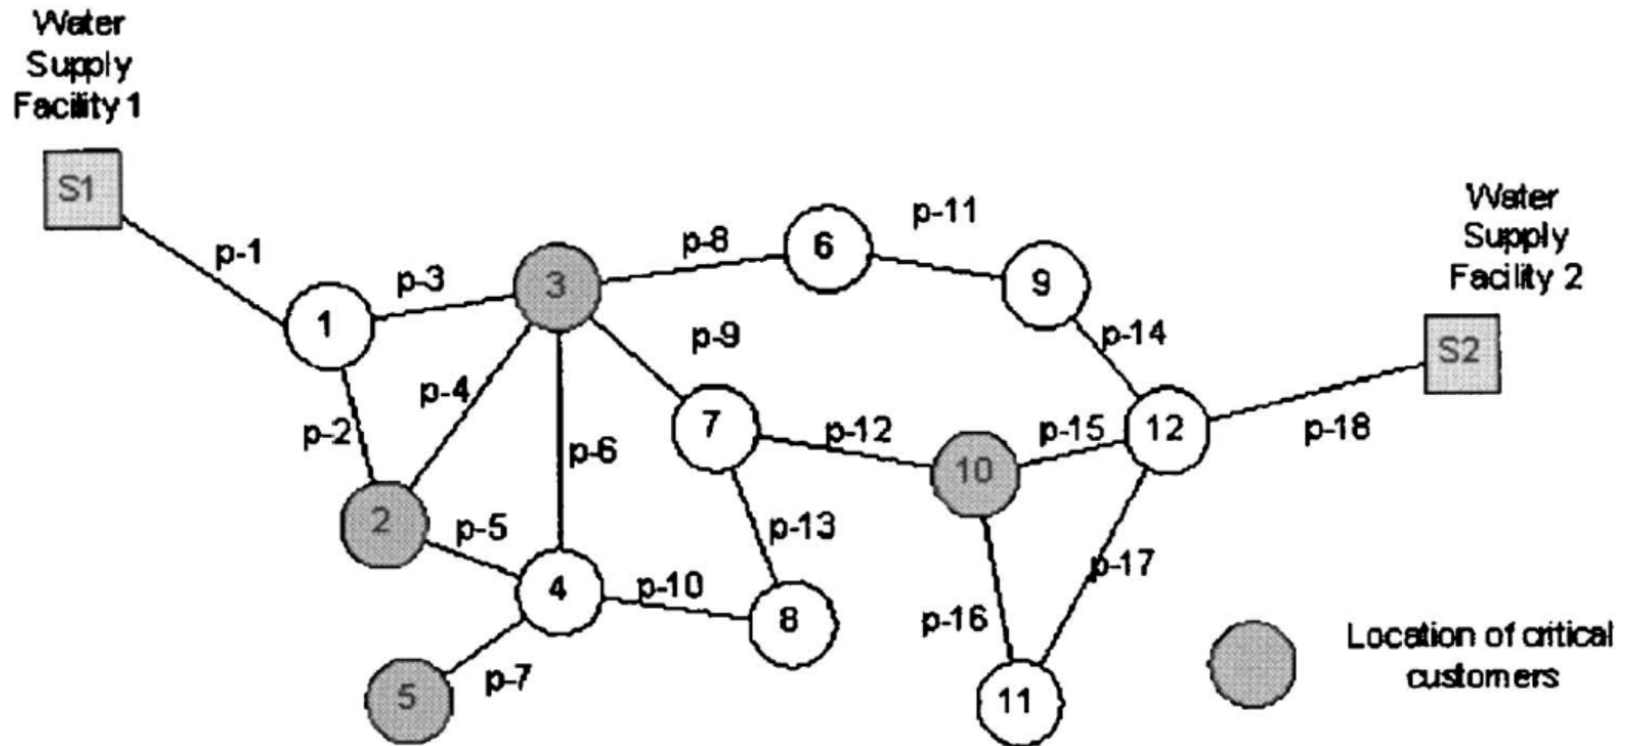 Water
Supply
Facility 1
S1
p-1
p-3
p-8
6
p-11
Water
Supply
Facility 2
1
3
9
p-9
p-14
S2
p-4
p-2
7
p-12
p-15
12
p-18
p-6
10
2
p-5
p-13
4
p-10
p-17
8
p-16
Location of critical
customers
5
p-7
11